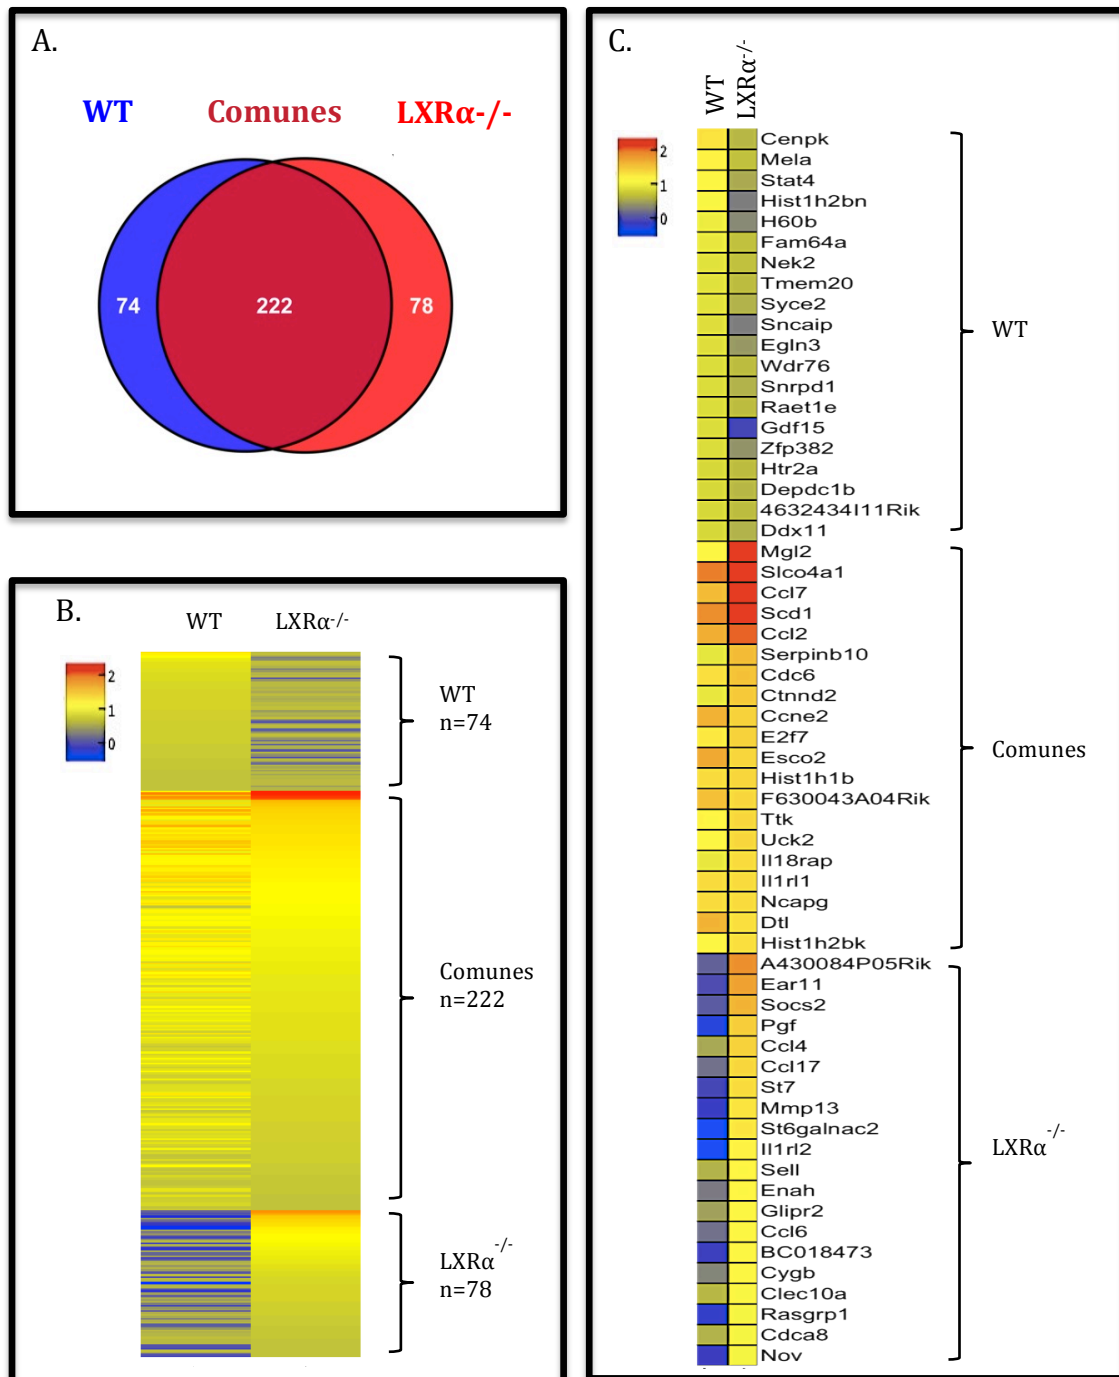 A.
WT Comunes LXRα-/-
74 222 78
B.
WT LXRα-/-
2
1
0
WT
n=74
Comunes
n=222
LXRα-/-
n=78
C.
WT
LXRα-/-
2
1
0
Cenpk
Mela
Stat4
Hist1h2bn
H60b
Fam64a
Nek2
Tmem20
Syce2
Sncaip
Egln3
Wdr76
Snrpd1
Raet1e
Gdf15
Zfp382
Htr2a
Depdc1b
4632434I11Rik
Ddx11
WT
Mgl2
Slco4a1
Ccl7
Scd1
Ccl2
Serpinb10
Cdc6
Ctnnd2
Ccne2
E2f7
Esco2
Hist1h1b
F630043A04Rik
Ttk
Uck2
Il18rap
Il1rl1
Ncapg
Dtl
Hist1h2bk
Comunes
A430084P05Rik
Ear11
Socs2
Pgf
Ccl4
Ccl17
St7
Mmp13
St6galnac2
Il1rl2
Sell
Enah
Glipr2
Ccl6
BC018473
Cygb
Clec10a
Rasgrp1
Cdca8
Nov
LXRα-/-